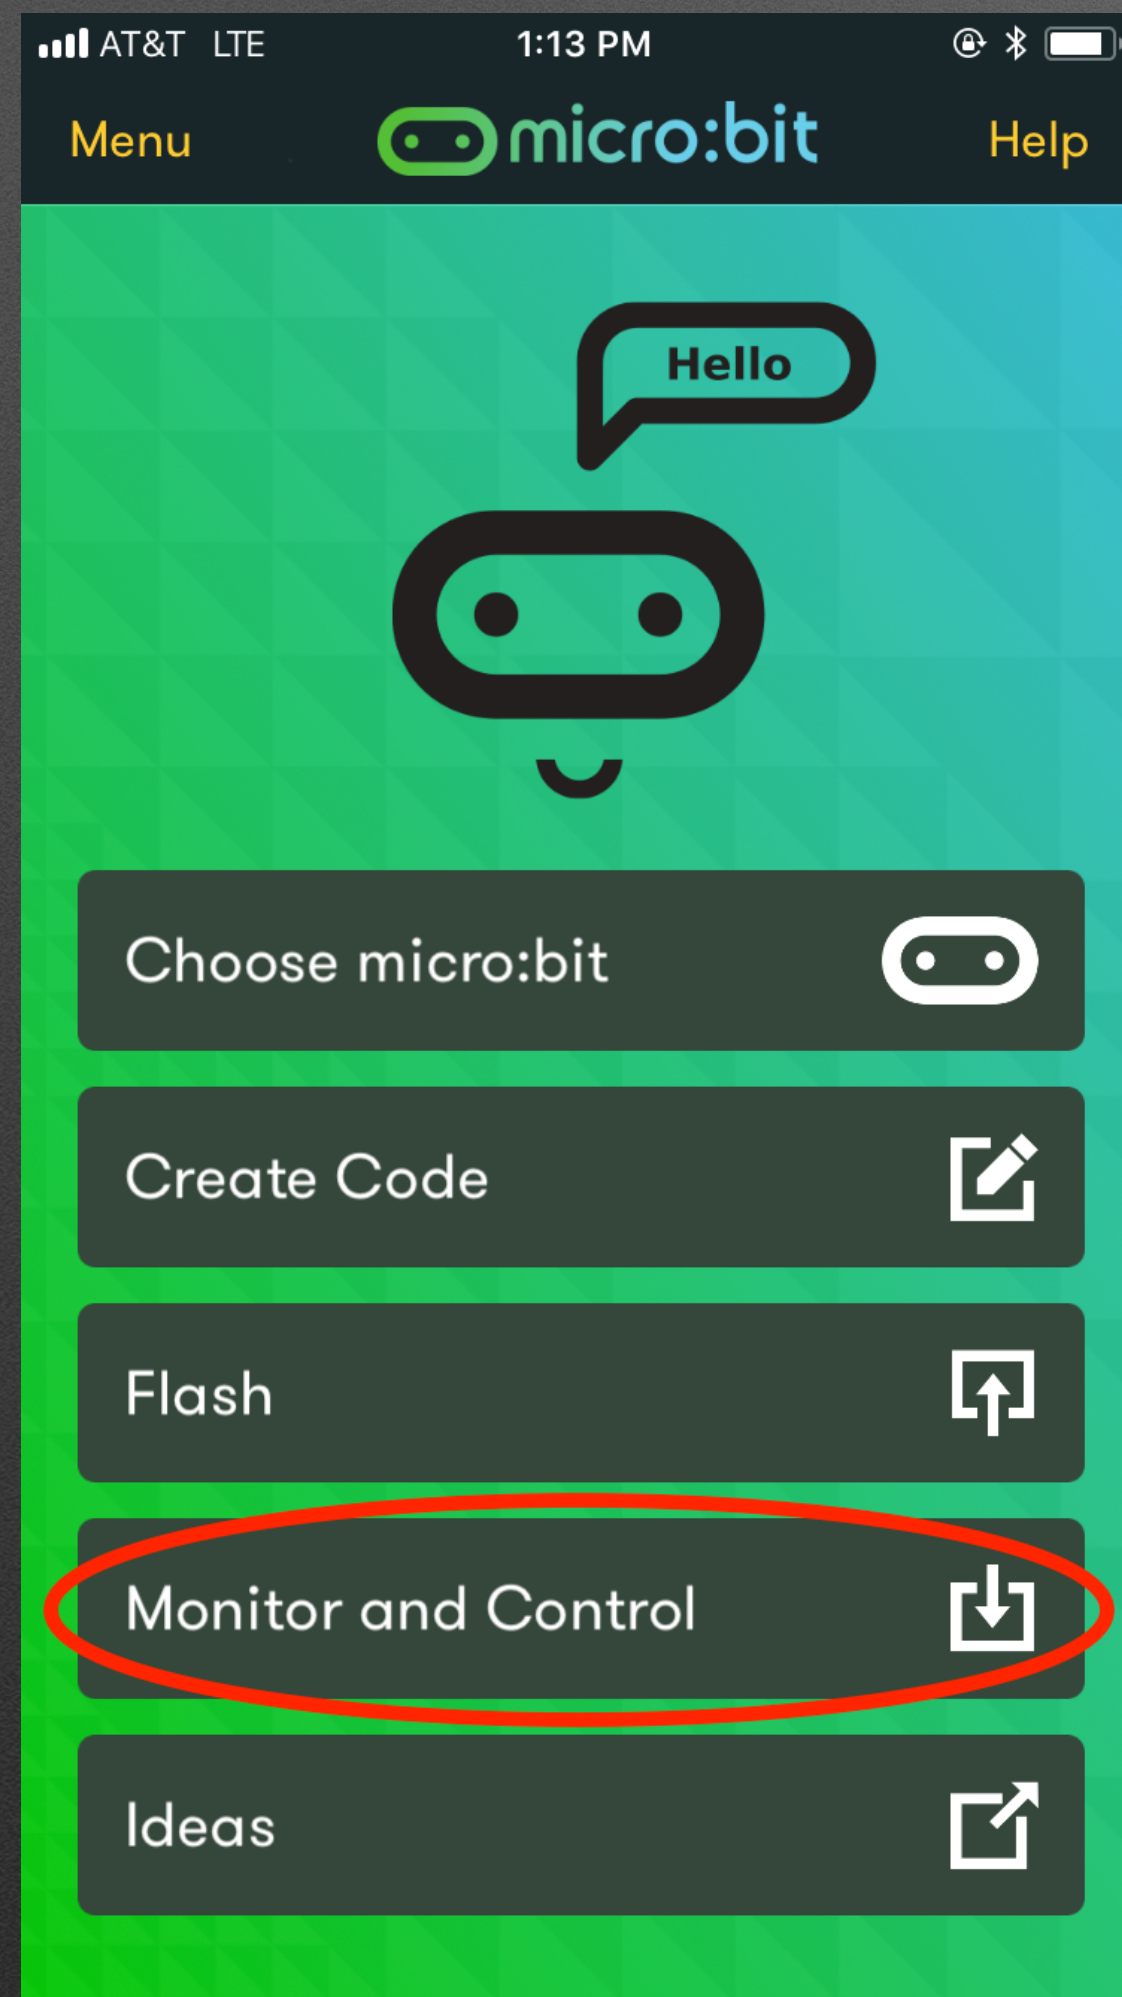 AT&T LTE 1:13 PM
Menu micro:bit Help
Hello
Choose micro:bit
Create Code
Flash
Monitor and Control
Ideas